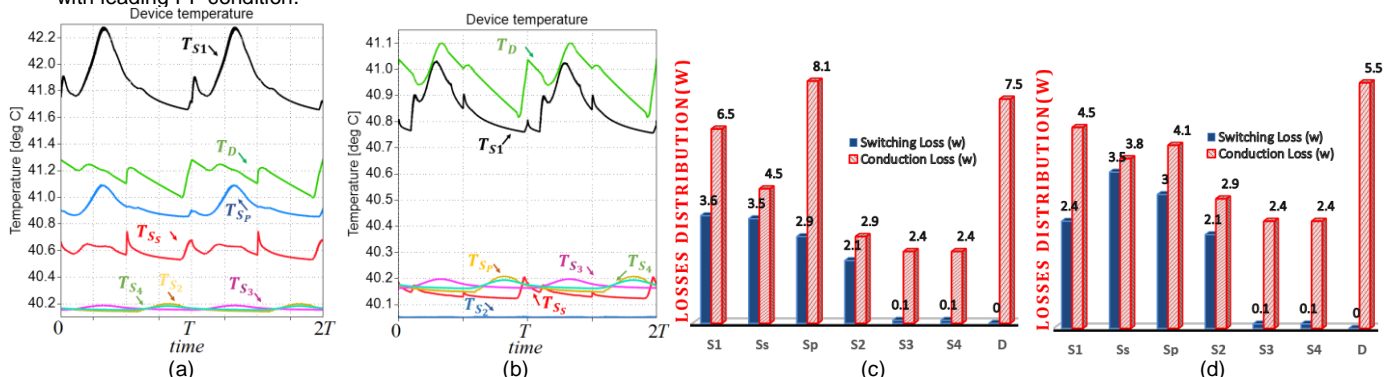 with leading PF condition.
Device temperature
Temperature [deg C]
42.2
42.0
41.8
41.6
41.4
41.2
41.0
40.8
40.6
40.4
40.2
T_S1
T_D
T_SP
T_SS
T_S4
T_S2
T_S3
0
T
2T
time
(a)
Device temperature
Temperature [deg C]
41.1
41.0
40.9
40.8
40.7
40.6
40.5
40.4
40.3
40.2
40.1
T_D
T_S1
T_SP
T_S3
T_S4
T_S2
T_SS
0
T
2T
time
(b)
LOSSES DISTRIBUTION(W)
Switching Loss (w)
Conduction Loss (w)
3.6
6.5
3.5
4.5
2.9
8.1
2.1
2.9
0.1
2.4
0.1
2.4
0
7.5
S1
Ss
Sp
S2
S3
S4
D
(c)
LOSSES DISTRIBUTION(W)
Switching Loss (w)
Conduction Loss (w)
2.4
4.5
3.5
3.8
3
4.1
2.1
2.9
0.1
2.4
0.1
2.4
0
5.5
S1
Ss
Sp
S2
S3
S4
D
(d)